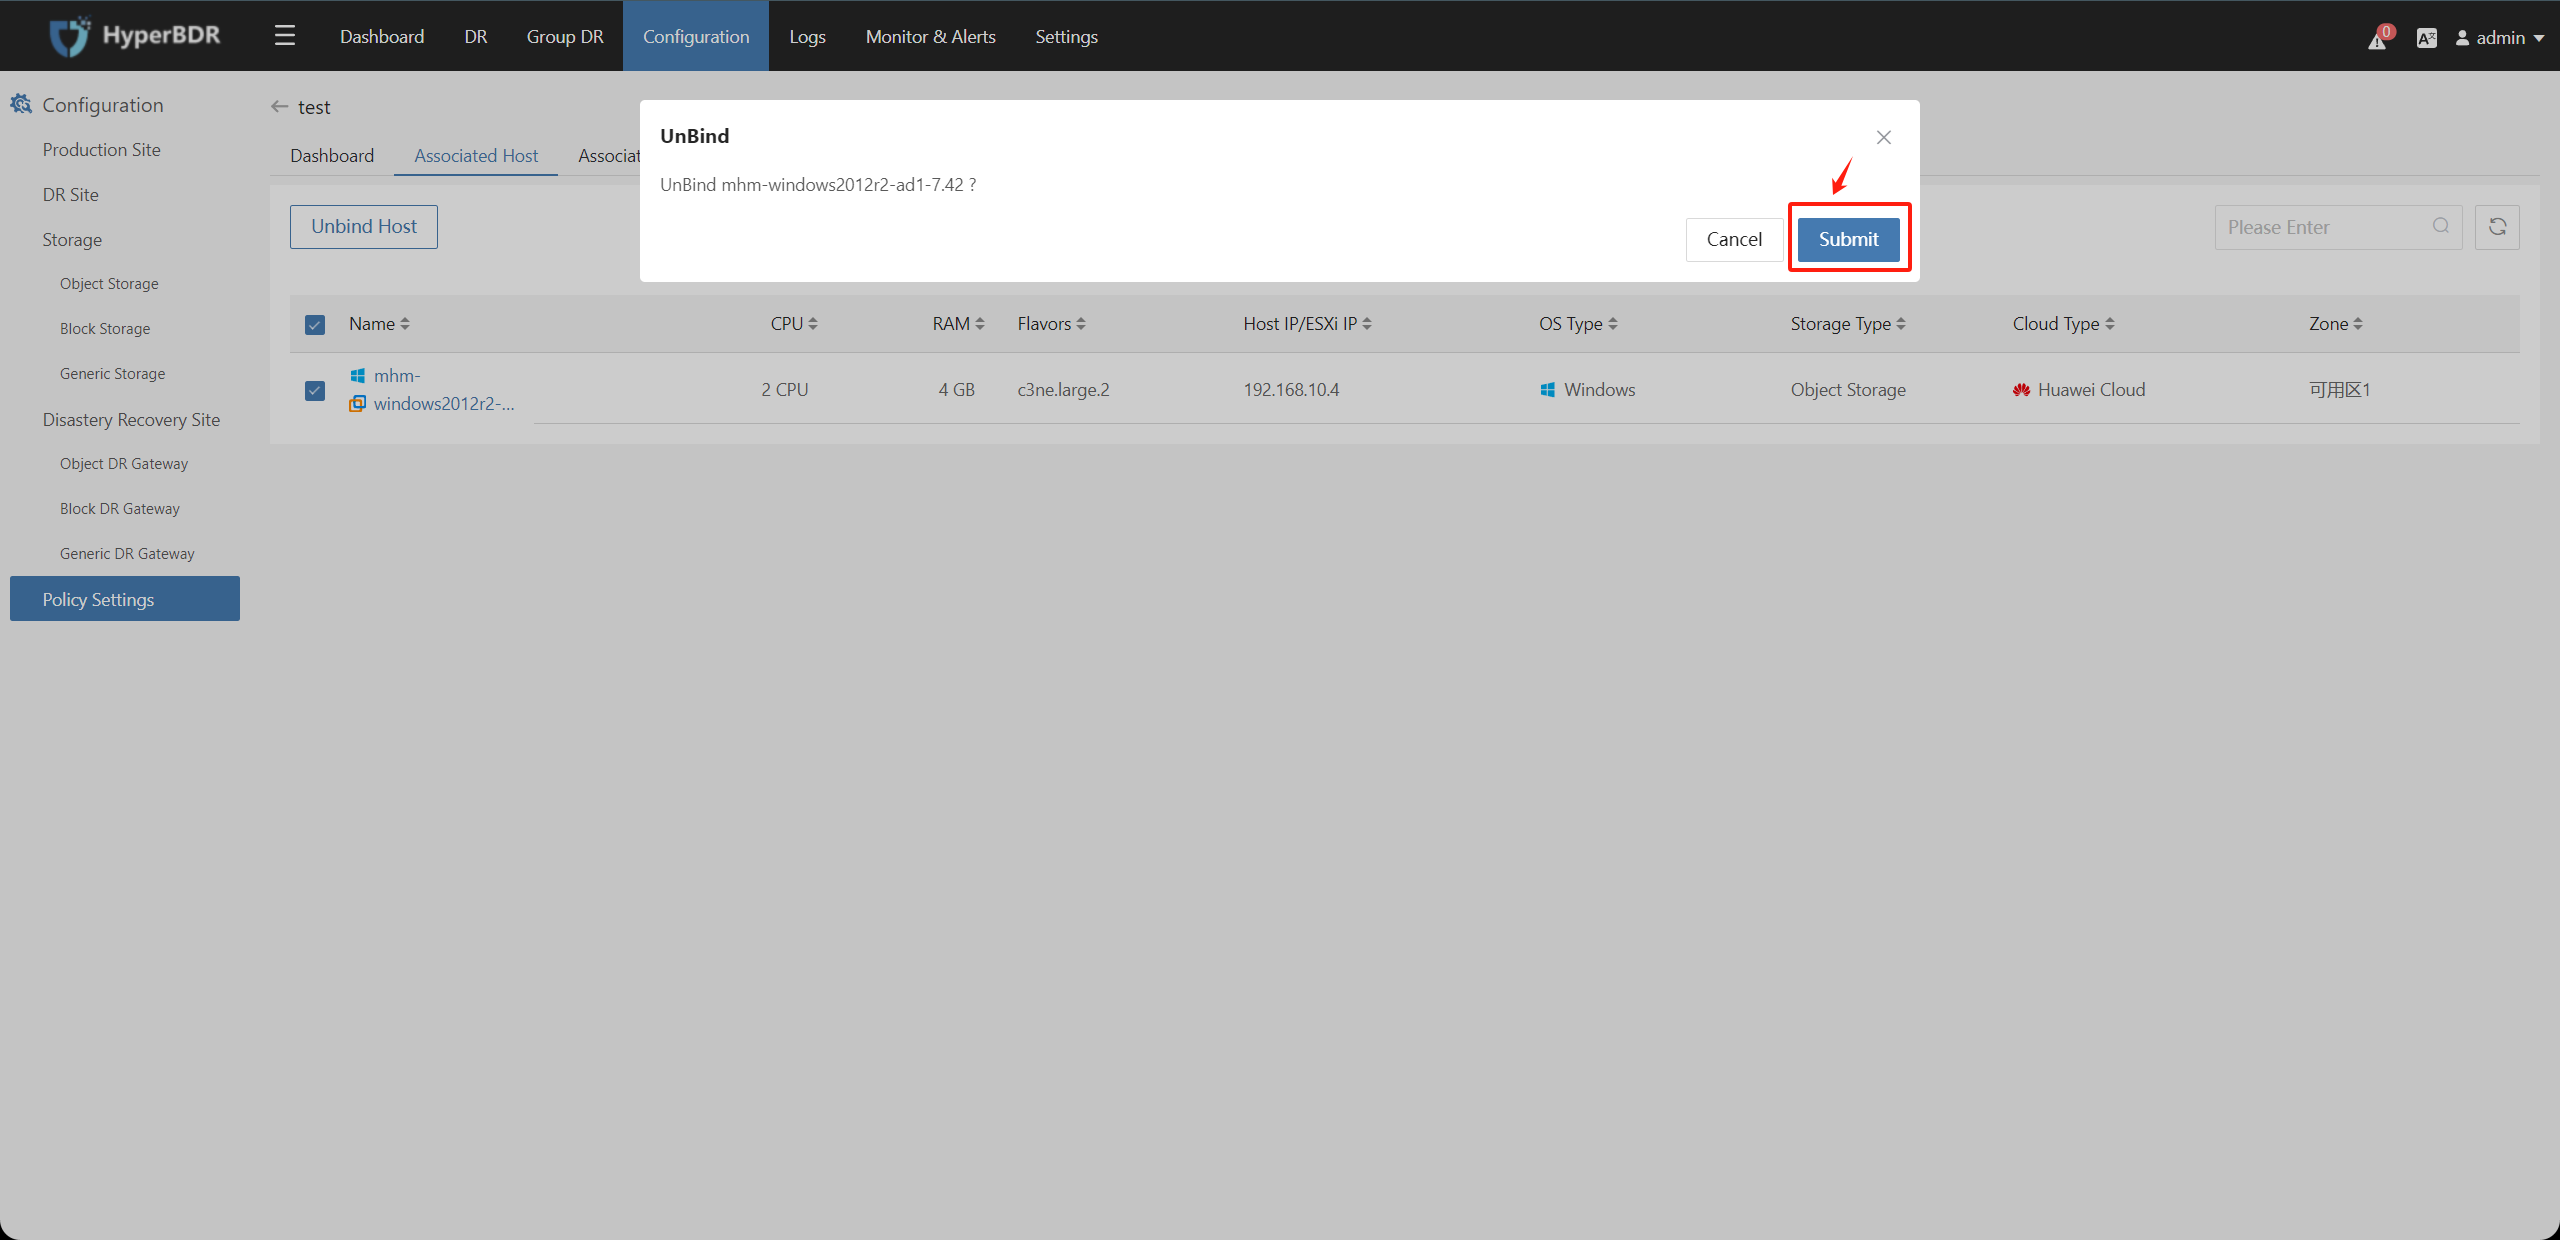 HyperBDR
Dashboard
DR
Group DR
Configuration
Logs
Monitor & Alerts
Settings
0
admin
Configuration
Production Site
DR Site
Storage
Object Storage
Block Storage
Generic Storage
Disastery Recovery Site
Object DR Gateway
Block DR Gateway
Generic DR Gateway
Policy Settings
test
Dashboard
Associated Host
Associat
UnBind
UnBind mhm-windows2012r2-ad1-7.42 ?
Cancel
Submit
Unbind Host
Please Enter
Name
CPU
RAM
Flavors
Host IP/ESXi IP
OS Type
Storage Type
Cloud Type
Zone
mhm-
windows2012r2-...
2 CPU
4 GB
c3ne.large.2
192.168.10.4
Windows
Object Storage
Huawei Cloud
可用区1